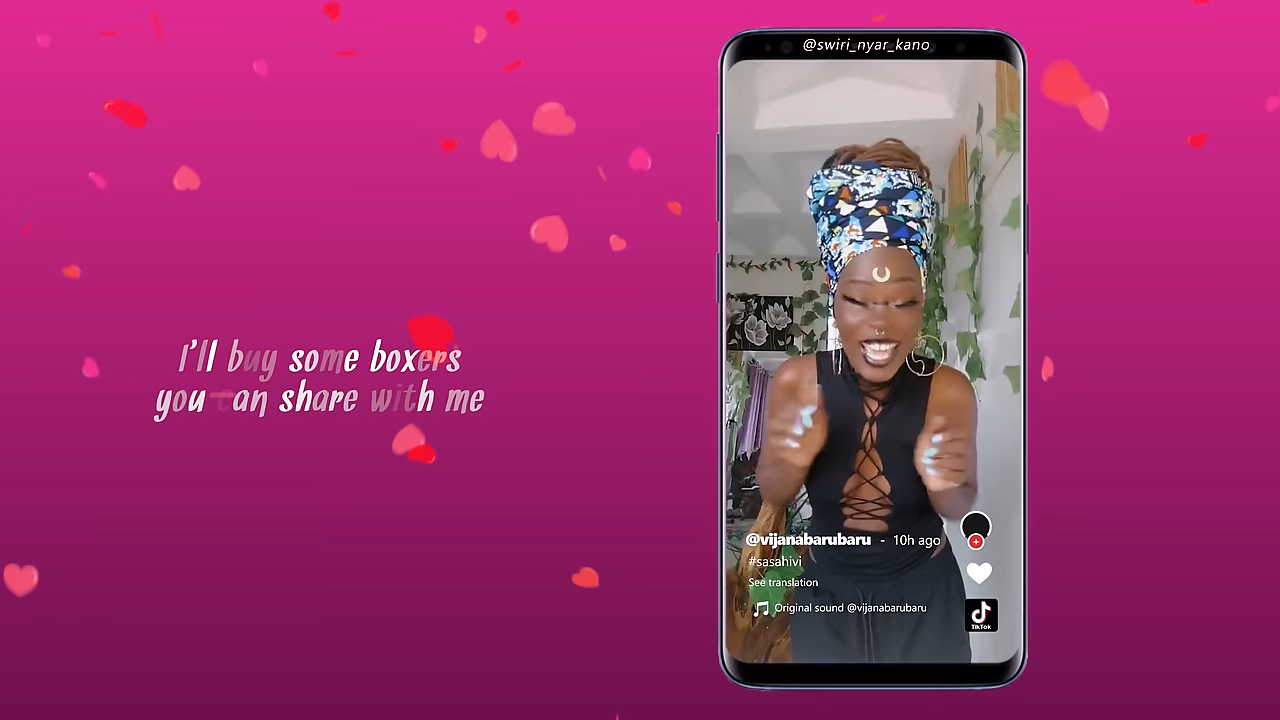 @swiri_nyar_kano
I'll buy some boxers
you can share with me
@vijanabarubaru - 10h ago
#sasahivi
See translation
Original sound @vijanabarubaru
TikTok